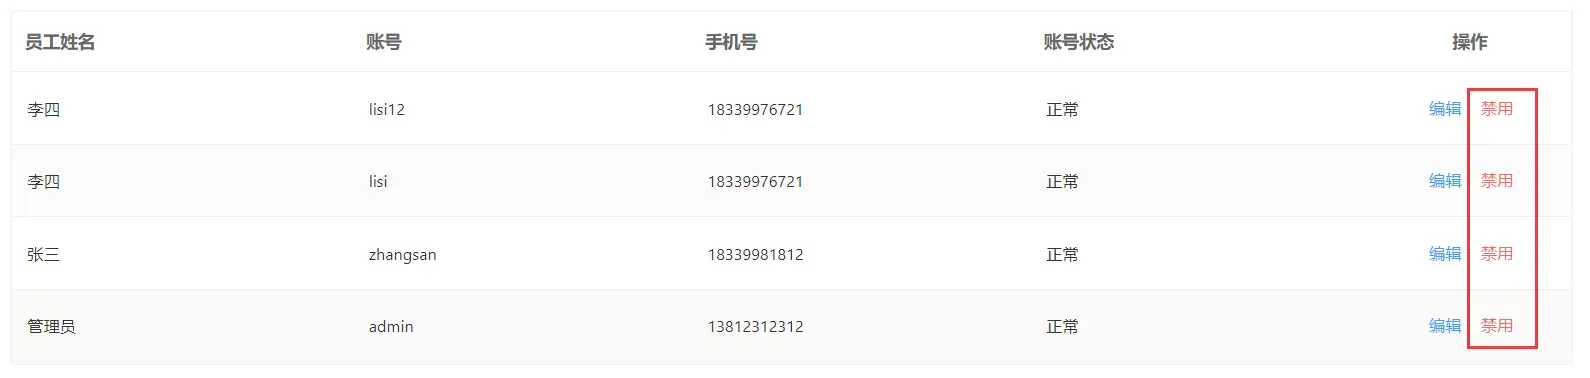 员工姓名 账号 手机号 账号状态 操作
李四 lisi12 18339976721 正常 编辑 禁用
李四 lisi 18339976721 正常 编辑 禁用
张三 zhangsan 18339981812 正常 编辑 禁用
管理员 admin 13812312312 正常 编辑 禁用